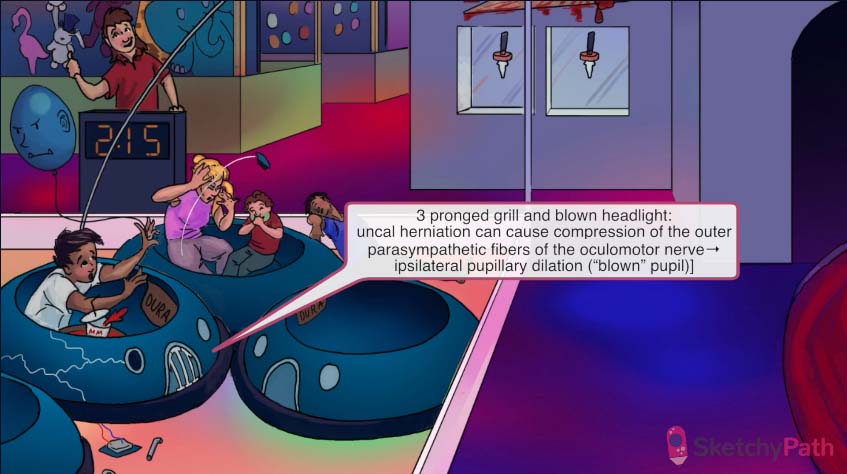 2:15
3 pronged grill and blown headlight:
uncal herniation can cause compression of the outer
parasympathetic fibers of the oculomotor nerve→
ipsilateral pupillary dilation (“blown” pupil)]
DURA
DURA
MM
SketchyPath